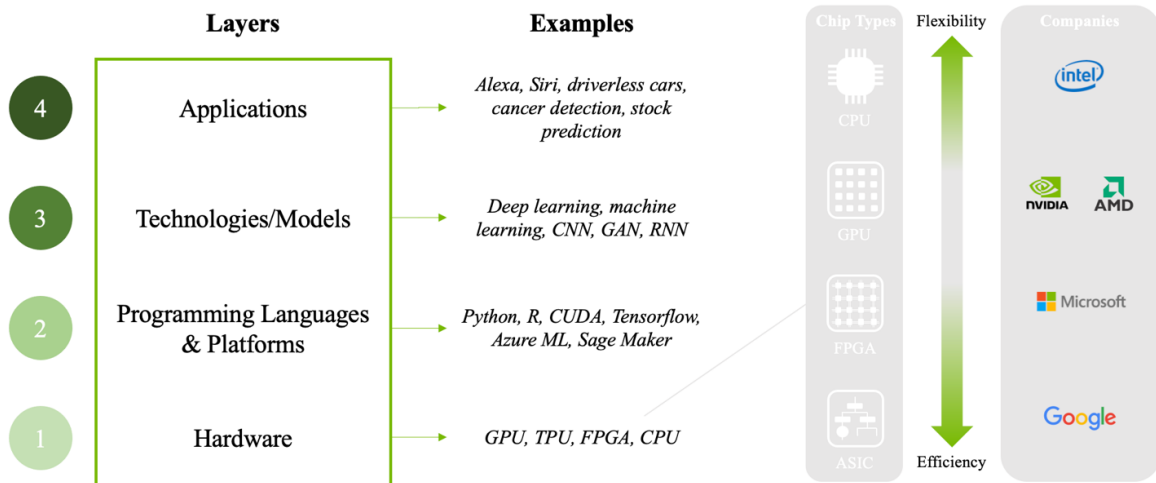 Layers
Examples
Chip Types
Flexibility
Companies
4
Applications
Alexa, Siri, driverless cars,
cancer detection, stock
prediction
CPU
intel
3
Technologies/Models
Deep learning, machine
learning, CNN, GAN, RNN
GPU
NVIDIA
AMD
2
Programming Languages
& Platforms
Python, R, CUDA, Tensorflow,
Azure ML, Sage Maker
FPGA
Microsoft
1
Hardware
GPU, TPU, FPGA, CPU
ASIC
Google
Efficiency